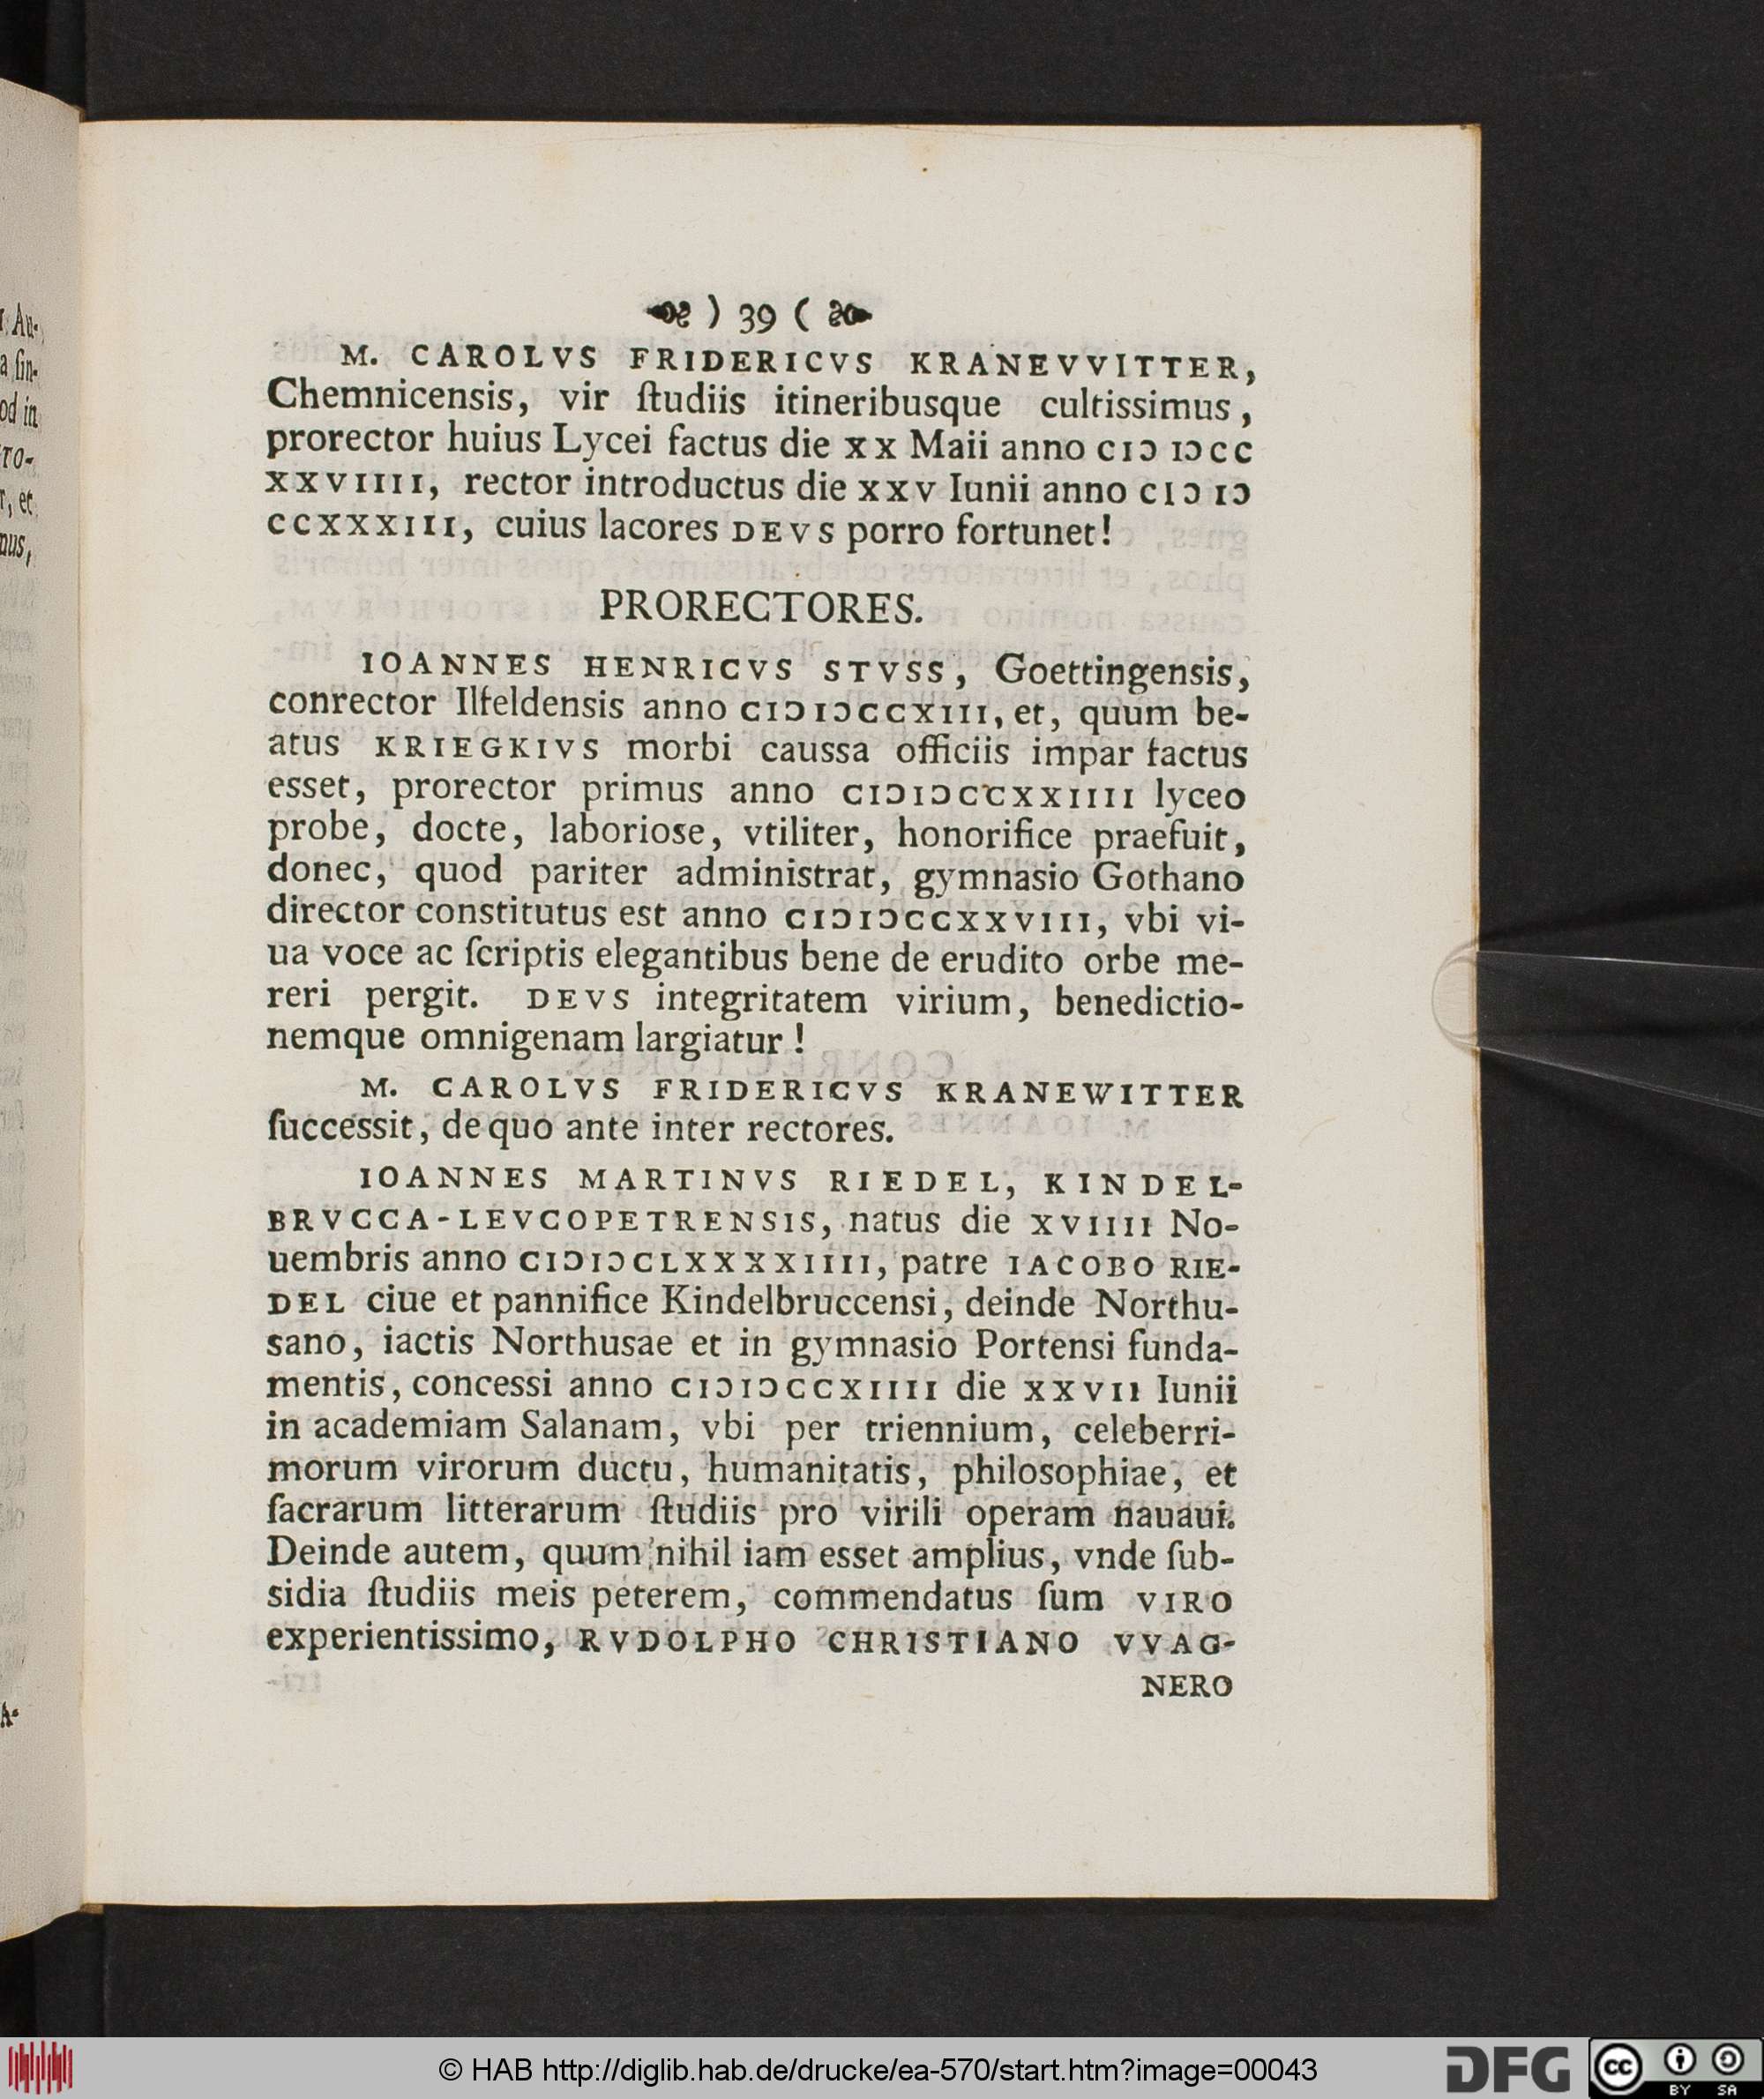 ) 39 (
M. CAROLVS FRIDERICVS KRANEVVITTER,
Chemnicensis, vir ſtudiis itineribusque cultissimus,
prorector huius Lycei factus die XX Maii anno CIƆ IƆCC
XXVIIII, rector introductus die XXV Iunii anno CIƆ IƆ
CCXXXIII, cuius lacores DEVS porro fortunet!
PRORECTORES.
IOANNES HENRICVS STVSS, Goettingensis,
conrector Ilfeldensis anno CIƆIƆCCXIII, et, quum be-
atus KRIEGKIVS morbi caussa officiis impar factus
esset, prorector primus anno CIƆIƆCCXXIIII lyceo
probe, docte, laboriose, vtiliter, honorifice praefuit,
donec, quod pariter administrat, gymnasio Gothano
director constitutus est anno CIƆIƆCCXXVIII, vbi vi-
ua voce ac ſcriptis elegantibus bene de erudito orbe me-
reri pergit. DEVS integritatem virium, benedictio-
nemque omnigenam largiatur!
M. CAROLVS FRIDERICVS KRANEWITTER
ſuccessit, de quo ante inter rectores.
IOANNES MARTINVS RIEDEL, KINDEL-
BRVCCA-LEVCOPETRENSIS, natus die XVIIII No-
uembris anno CIƆIƆCLXXXXIIII, patre IACOBO RIE-
DEL ciue et pannifice Kindelbruccensi, deinde Northu-
sano, iactis Northusae et in gymnasio Portensi funda-
mentis, concessi anno CIƆIƆCCXIIII die XXVII Iunii
in academiam Salanam, vbi per triennium, celeberri-
morum virorum ductu, humanitatis, philosophiae, et
ſacrarum litterarum ſtudiis pro virili operam nauaui.
Deinde autem, quum nihil iam esset amplius, vnde ſub-
sidia ſtudiis meis peterem, commendatus ſum VIRO
experientissimo, RVDOLPHO CHRISTIANO VVAG-
NERO
© HAB http://diglib.hab.de/drucke/ea-570/start.htm?image=00043
DFG
cc BY SA